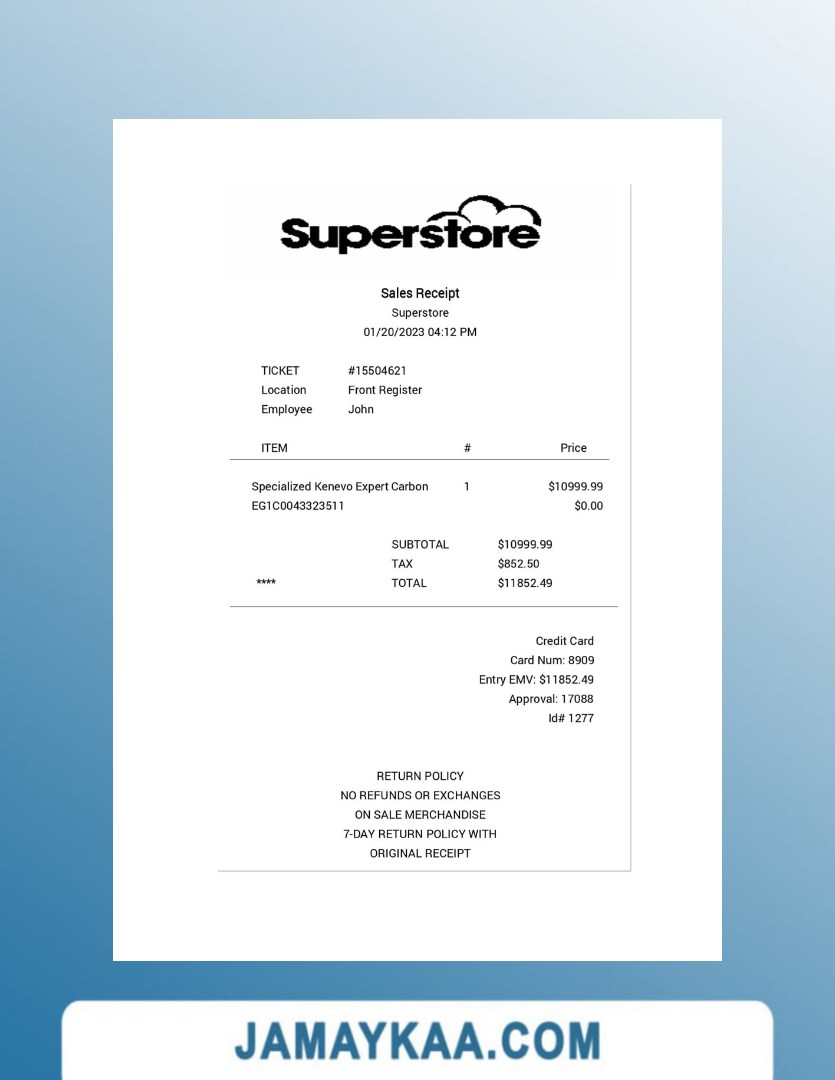 Superstore
Sales Receipt
Superstore
01/20/2023 04:12 PM
TICKET #15504621
Location Front Register
Employee John
ITEM # Price
Specialized Kenevo Expert Carbon 1 $10999.99
EG1C0043323511 $0.00
SUBTOTAL $10999.99
TAX $852.50
**** TOTAL $11852.49
Credit Card
Card Num: 8909
Entry EMV: $11852.49
Approval: 17088
Id# 1277
RETURN POLICY
NO REFUNDS OR EXCHANGES
ON SALE MERCHANDISE
7-DAY RETURN POLICY WITH
ORIGINAL RECEIPT
JAMAYKAA.COM